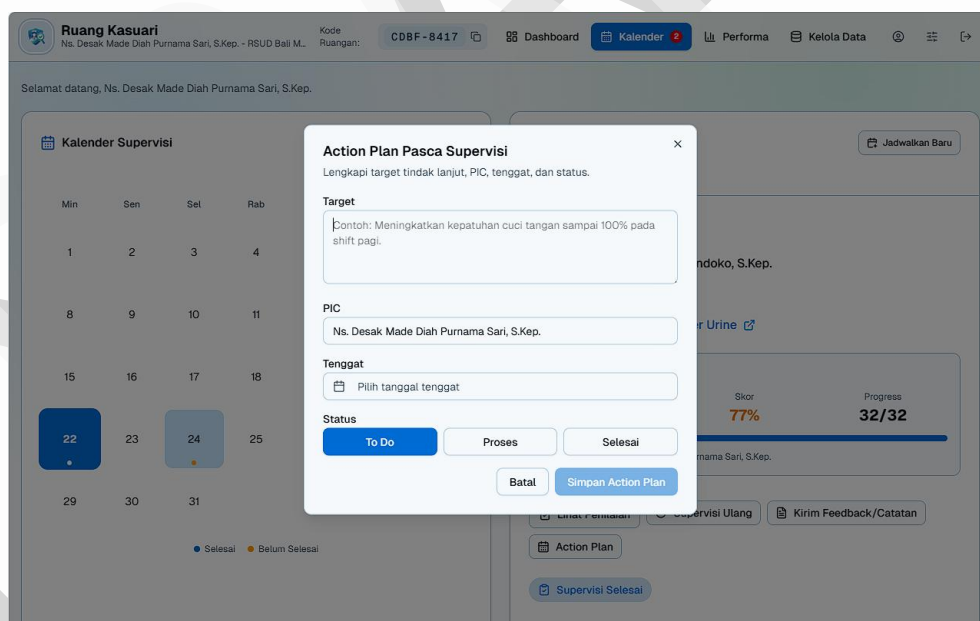 Ruang Kasuari
Ns. Desak Made Diah Purnama Sari, S.Kep. - RSUD Bali M...
Kode Ruangan:
CDBF-8417
Dashboard
Kalender 2
Performa
Kelola Data
Selamat datang, Ns. Desak Made Diah Purnama Sari, S.Kep.
Kalender Supervisi
Min Sen Sel Rab
1 2 3 4
8 9 10 11
15 16 17 18
22 23 24 25
29 30 31
Selesai Belum Selesai
Action Plan Pasca Supervisi
Lengkapi target tindak lanjut, PIC, tenggat, dan status.
Target
Contoh: Meningkatkan kepatuhan cuci tangan sampai 100% pada
shift pagi.
PIC
Ns. Desak Made Diah Purnama Sari, S.Kep.
Tenggat
Pilih tanggal tenggat
Status
To Do Proses Selesai
Batal Simpan Action Plan
Jadwalkan Baru
ndoko, S.Kep.
r Urine
Skor Progress
77% 32/32
rnama Sari, S.Kep.
Lihat Penilaian Supervisi Ulang Kirim Feedback/Catatan
Action Plan
Supervisi Selesai